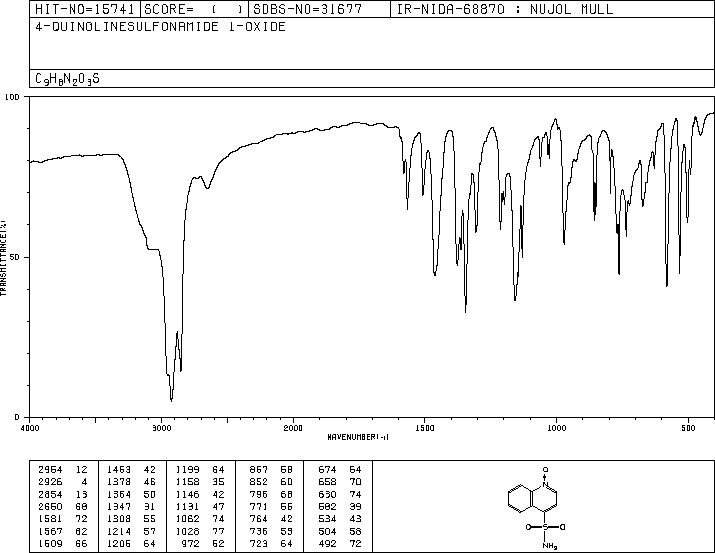 HIT-NO=15741 SCORE= ( ) SDBS-NO=31677 IR-NIDA-68870 : NUJOL MULL
4-QUINOLINESULFONAMIDE 1-OXIDE
C9H8N2O3S
100
50
0
TRANSMITTANCE(%)
4000 3000 2000 1500 1000 500
WAVENUMBER(-1)
2954 12 1463 42 1199 64 867 68 674 64
2926 4 1378 46 1158 35 852 60 658 70
2854 13 1364 50 1146 42 796 68 630 74
2660 68 1347 31 1131 47 771 55 582 39
1581 72 1308 55 1062 74 764 42 534 43
1567 62 1214 57 1028 77 736 53 504 58
1509 66 1206 64 972 52 723 64 492 72
O
N
O S O
NH2